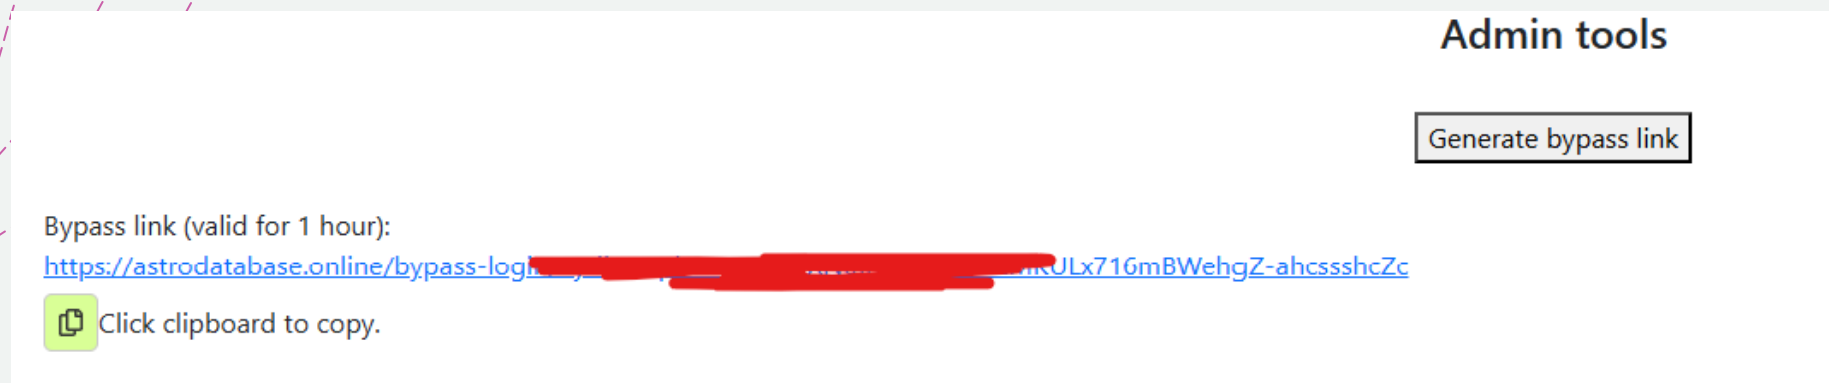 Admin tools
Generate bypass link
Bypass link (valid for 1 hour):
https://astrodatabase.online/bypass-logi ULx716mBWehgZ-ahcssshcZc
Click clipboard to copy.